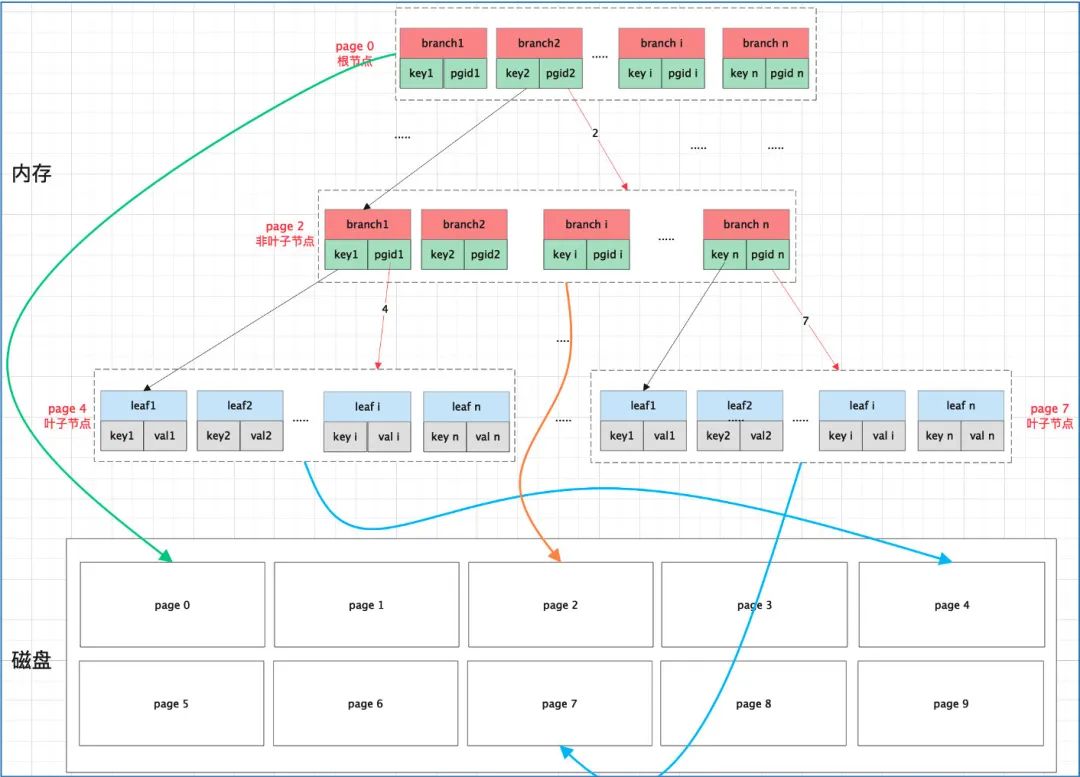 page 0
根节点
branch1
branch2
.....
branch i
branch n
key1
pgid1
key2
pgid2
key i
pgid i
key n
pgid n
.....
2
.....
.....
内存
page 2
非叶子节点
branch1
branch2
branch i
.....
branch n
key1
pgid1
key2
pgid2
key i
pgid i
key n
pgid n
4
7
....
page 4
叶子节点
leaf1
leaf2
.....
leaf i
leaf n
key1
val1
key2
val2
key i
val i
key n
val n
.....
leaf1
leaf2
.....
.....
leaf i
leaf n
key1
val1
key2
val2
key i
val i
key n
val n
page 7
叶子节点
磁盘
page 0
page 1
page 2
page 3
page 4
page 5
page 6
page 7
page 8
page 9